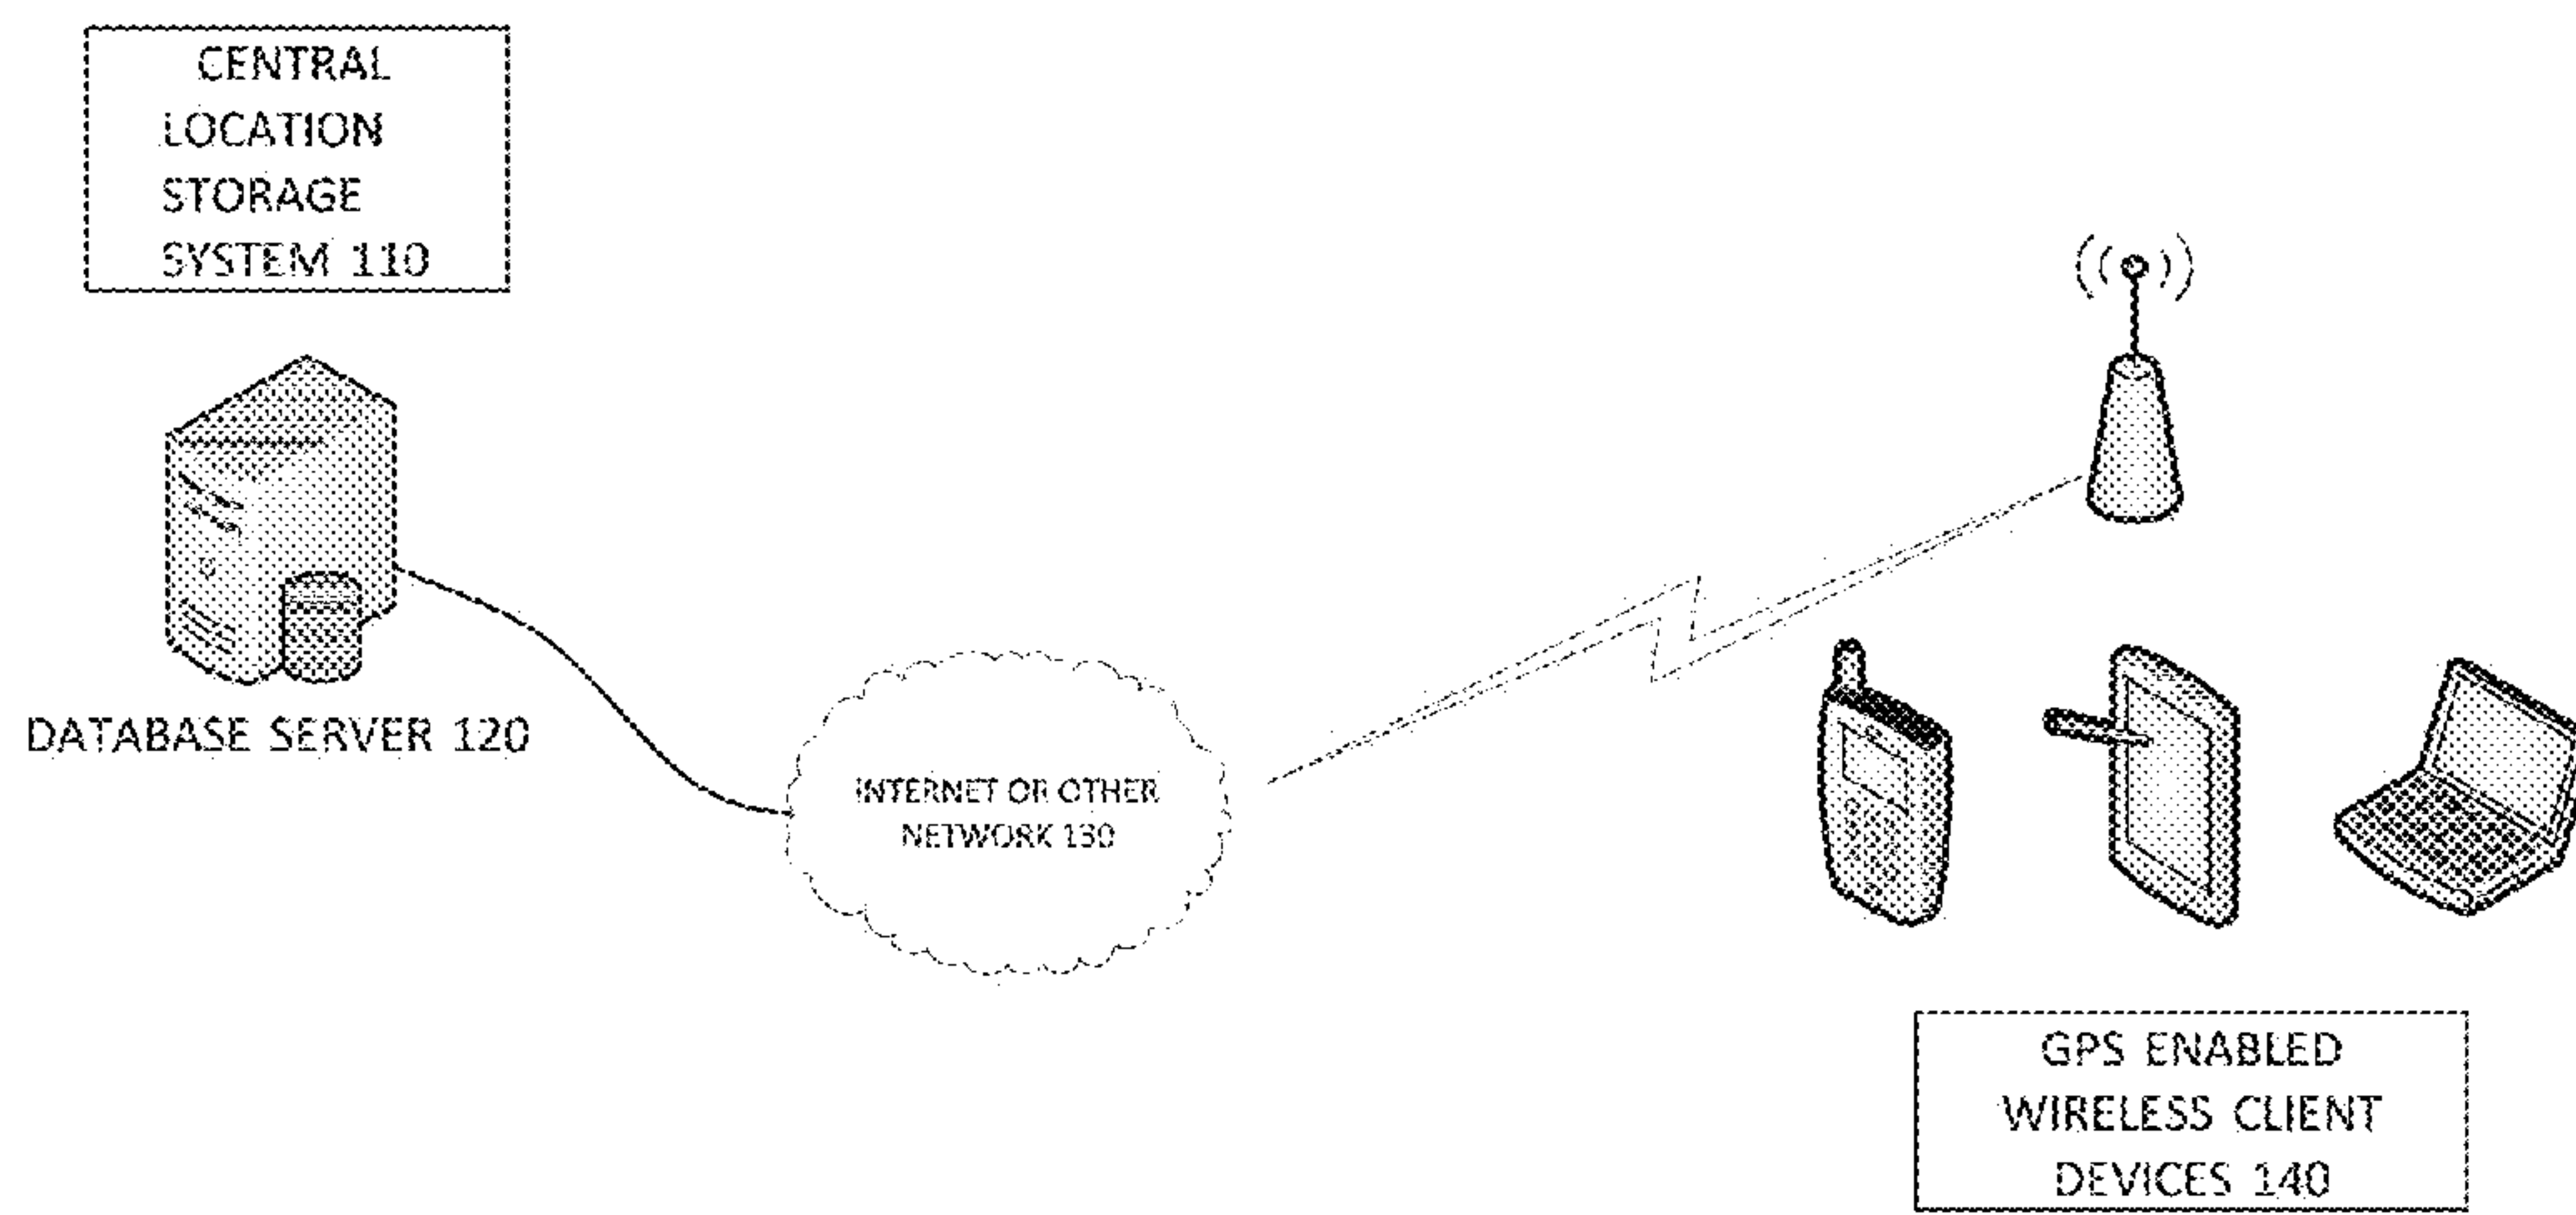 CENTRAL
LOCATION
STORAGE
SYSTEM 110
DATABASE SERVER 120
INTERNET OR OTHER
NETWORK 130
GPS ENABLED
WIRELESS CLIENT
DEVICES 140